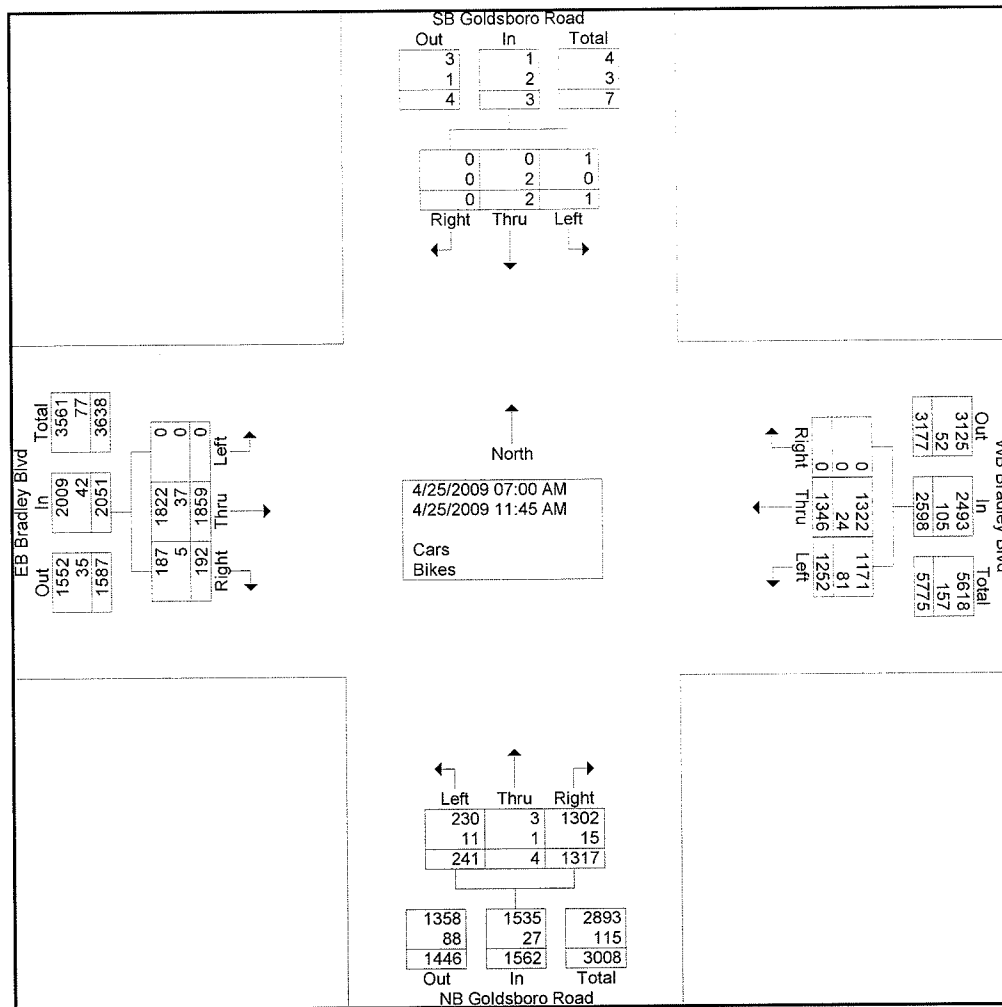 SB Goldsboro Road
Out In Total
3 1 4
1 2 3
4 3 7
0 0 1
0 2 0
0 2 1
Right Thru Left
EB Bradley Blvd
Total In Out
3561 2009 1552
77 42 35
3638 2051 1587
Left Thru Right
0 1822 187
0 37 5
0 1859 192
North
4/25/2009 07:00 AM
4/25/2009 11:45 AM
Cars
Bikes
WB Bradley Blvd
Out In Total
3125 2493 5618
52 105 157
3177 2598 5775
Right Thru Left
0 1322 1171
0 24 81
0 1346 1252
Left Thru Right
230 3 1302
11 1 15
241 4 1317
1358 1535 2893
88 27 115
1446 1562 3008
Out In Total
NB Goldsboro Road